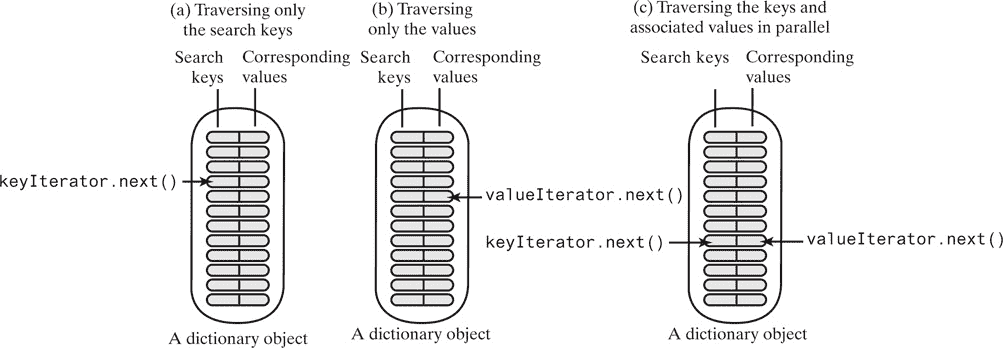 (a) Traversing only
the search keys
Search
keys
Corresponding
values
keyIterator.next()
A dictionary object
(b) Traversing
only the values
Search
keys
Corresponding
values
valueIterator.next()
A dictionary object
(c) Traversing the keys and
associated values in parallel
Search keys
Corresponding
values
keyIterator.next()
valueIterator.next()
A dictionary object